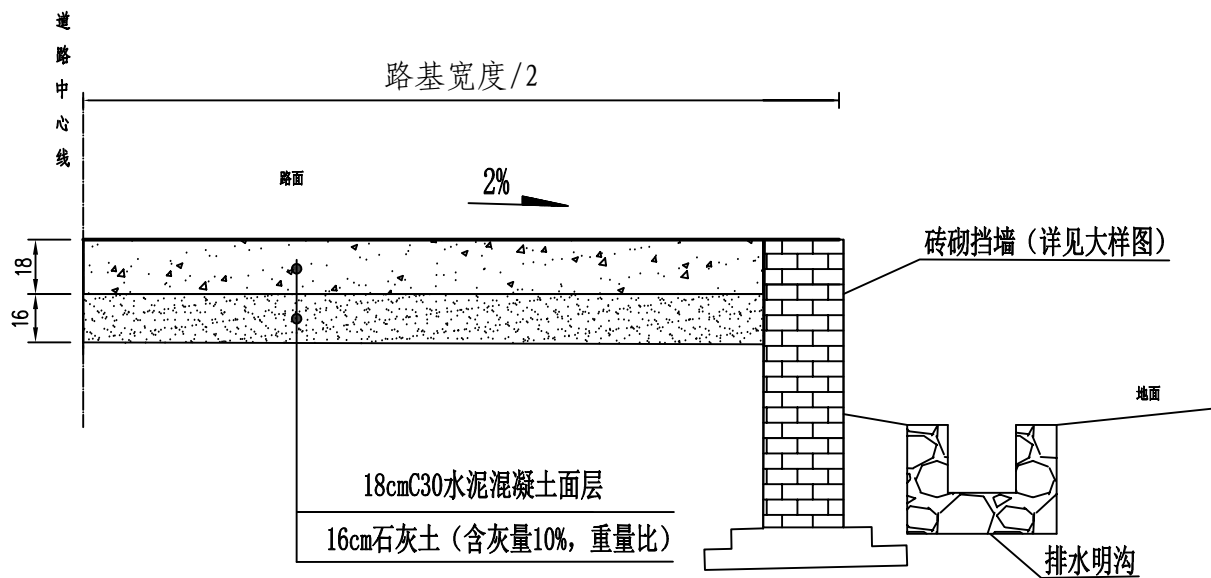 道路中心线
路基宽度/2
路面
2%
砖砌挡墙（详见大样图）
18
16
地面
18cmC30水泥混凝土面层
16cm石灰土（含灰量10%，重量比）
排水明沟